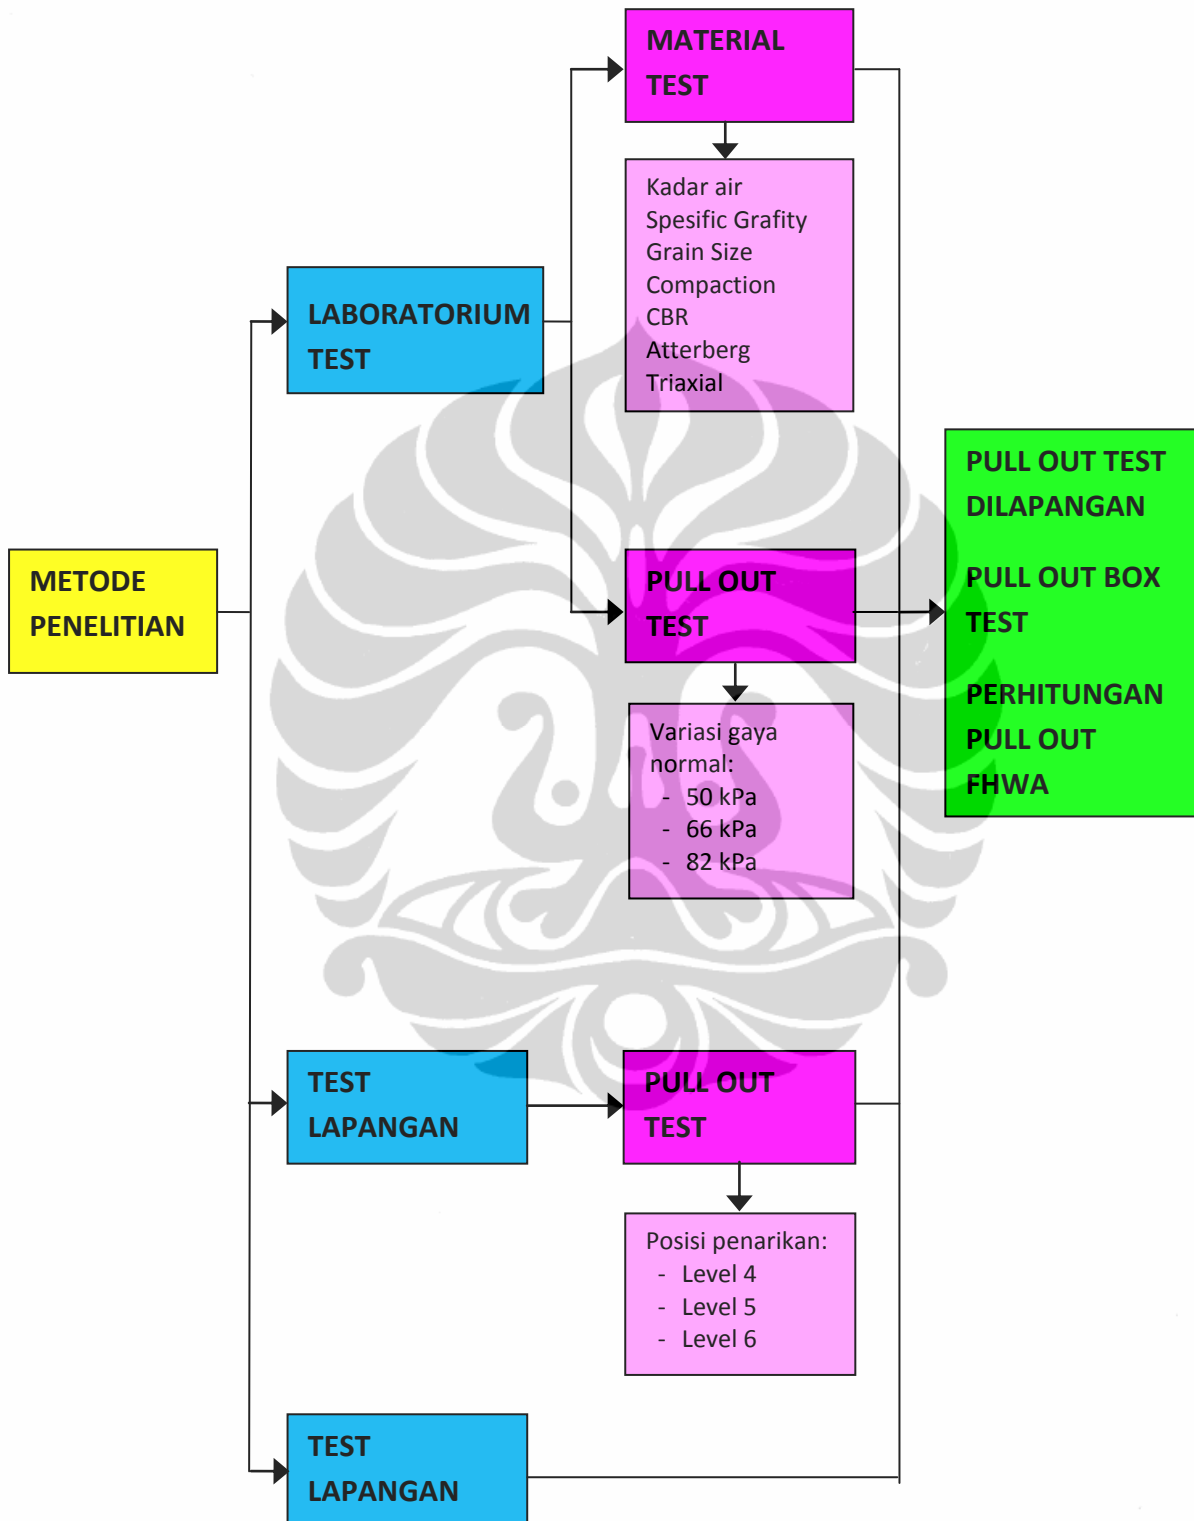 MATERIAL
TEST
Kadar air
Spesific Grafity
Grain Size
Compaction
CBR
Atterberg
Triaxial
LABORATORIUM
TEST
METODE
PENELITIAN
PULL OUT
TEST
Variasi gaya
normal:
- 50 kPa
- 66 kPa
- 82 kPa
PULL OUT TEST
DILAPANGAN
PULL OUT BOX
TEST
PERHITUNGAN
PULL OUT
FHWA
TEST
LAPANGAN
PULL OUT
TEST
Posisi penarikan:
- Level 4
- Level 5
- Level 6
TEST
LAPANGAN